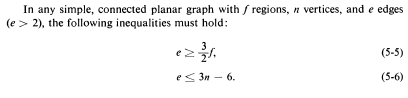 In any simple, connected planar graph with f regions, n vertices, and e edges
(e > 2), the following inequalities must hold:
e ≥ 3/2 f, (5-5)
e ≤ 3n − 6. (5-6)